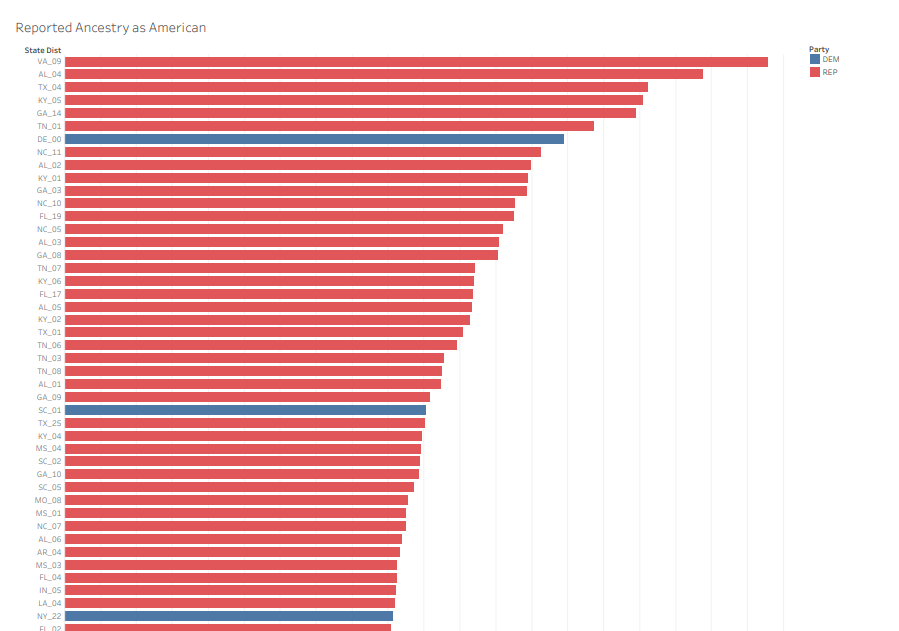 Reported Ancestry as American
State Dist
Party
VA_09
DEM
AL_04
REP
TX_04
KY_05
GA_14
TN_01
DE_00
NC_11
AL_02
KY_01
GA_03
NC_10
FL_19
NC_05
AL_03
GA_08
TN_07
KY_06
FL_17
AL_05
KY_02
TX_01
TN_06
TN_03
TN_08
AL_01
GA_09
SC_01
TX_25
KY_04
MS_04
SC_02
GA_10
SC_05
MO_08
MS_01
NC_07
AL_06
AR_04
MS_03
FL_04
IN_05
LA_04
NY_22
FL_02